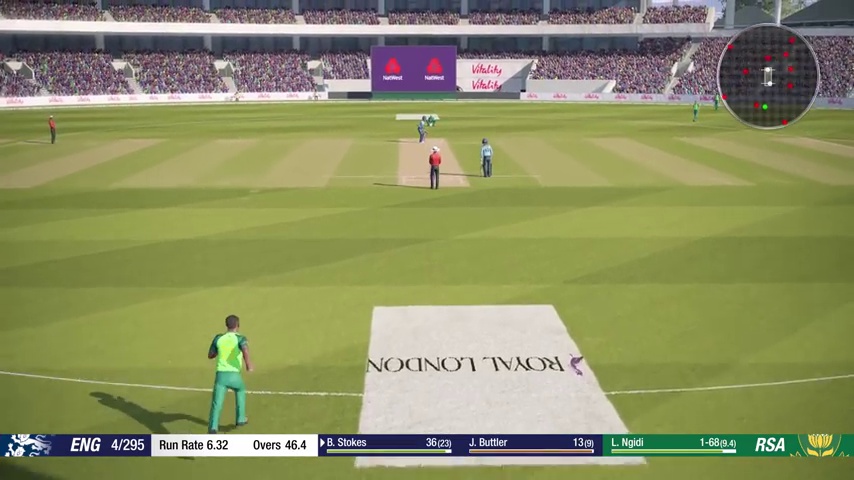 NatWest NatWest
Vitality
Vitality
ROYAL LONDON
ENG 4/295 Run Rate 6.32 Overs 46.4 B. Stokes 36(23) J. Buttler 13(9) L. Ngidi 1-68(9.4) RSA